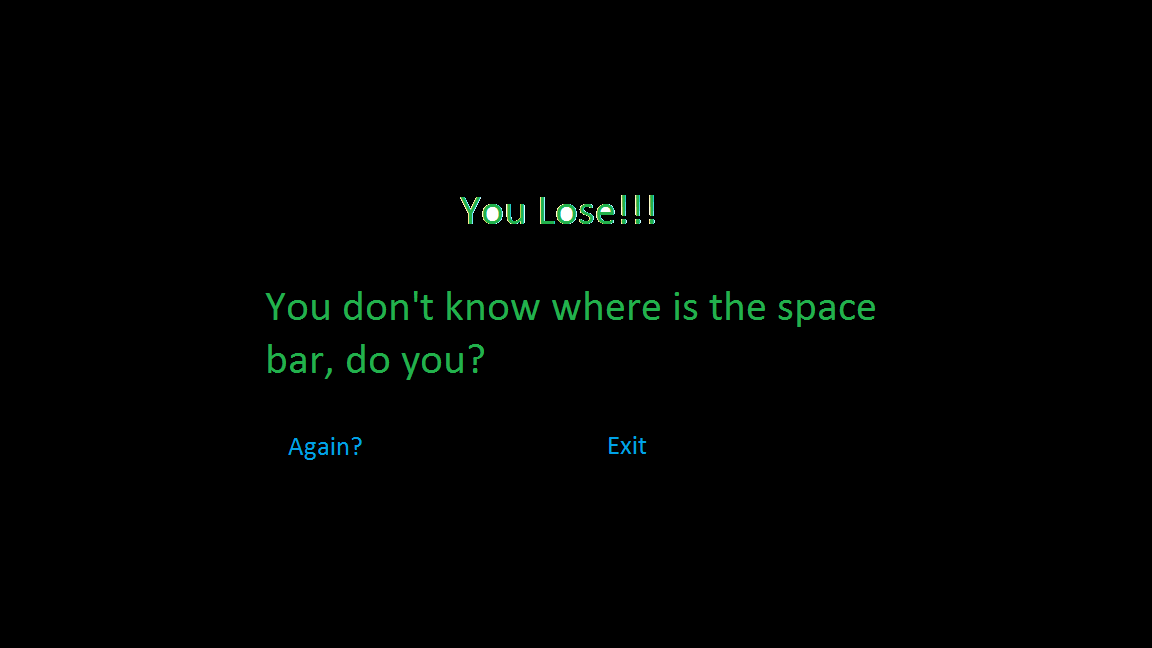 You Lose!!!
You don't know where is the space
bar, do you?
Again?
Exit